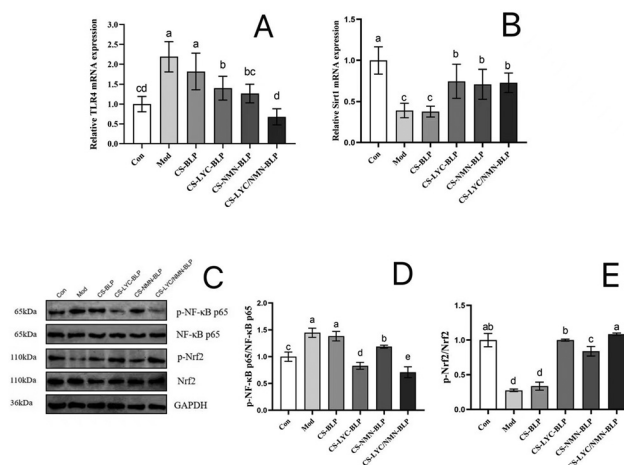 A
Relative TLR4 mRNA expression
3.0
2.5
2.0
1.5
1.0
0.5
0.0
cd
a
a
b
bc
d
Con
Mod
CS-BLP
CS-LYC-BLP
CS-NMN-BLP
CS-LYC/NMN-BLP
B
Relative Sirt1 mRNA expression
1.5
1.0
0.5
0.0
a
c
c
b
b
b
Con
Mod
CS-BLP
CS-LYC-BLP
CS-NMN-BLP
CS-LYC/NMN-BLP
C
Con
Mod
CS-BLP
CS-LYC-BLP
CS-NMN-BLP
CS-LYC/NMN-BLP
65kDa p-NF-κB p65
65kDa NF-κB p65
110kDa p-Nrf2
110kDa Nrf2
36kDa GAPDH
D
p-NF-κB p65/NF-κB p65
2.0
1.5
1.0
0.5
0.0
c
a
a
d
b
e
Con
Mod
CS-BLP
CS-LYC-BLP
CS-NMN-BLP
CS-LYC/NMN-BLP
E
p-Nrf2/Nrf2
1.5
1.0
0.5
0.0
ab
d
d
b
c
a
Con
Mod
CS-BLP
CS-LYC-BLP
CS-NMN-BLP
CS-LYC/NMN-BLP